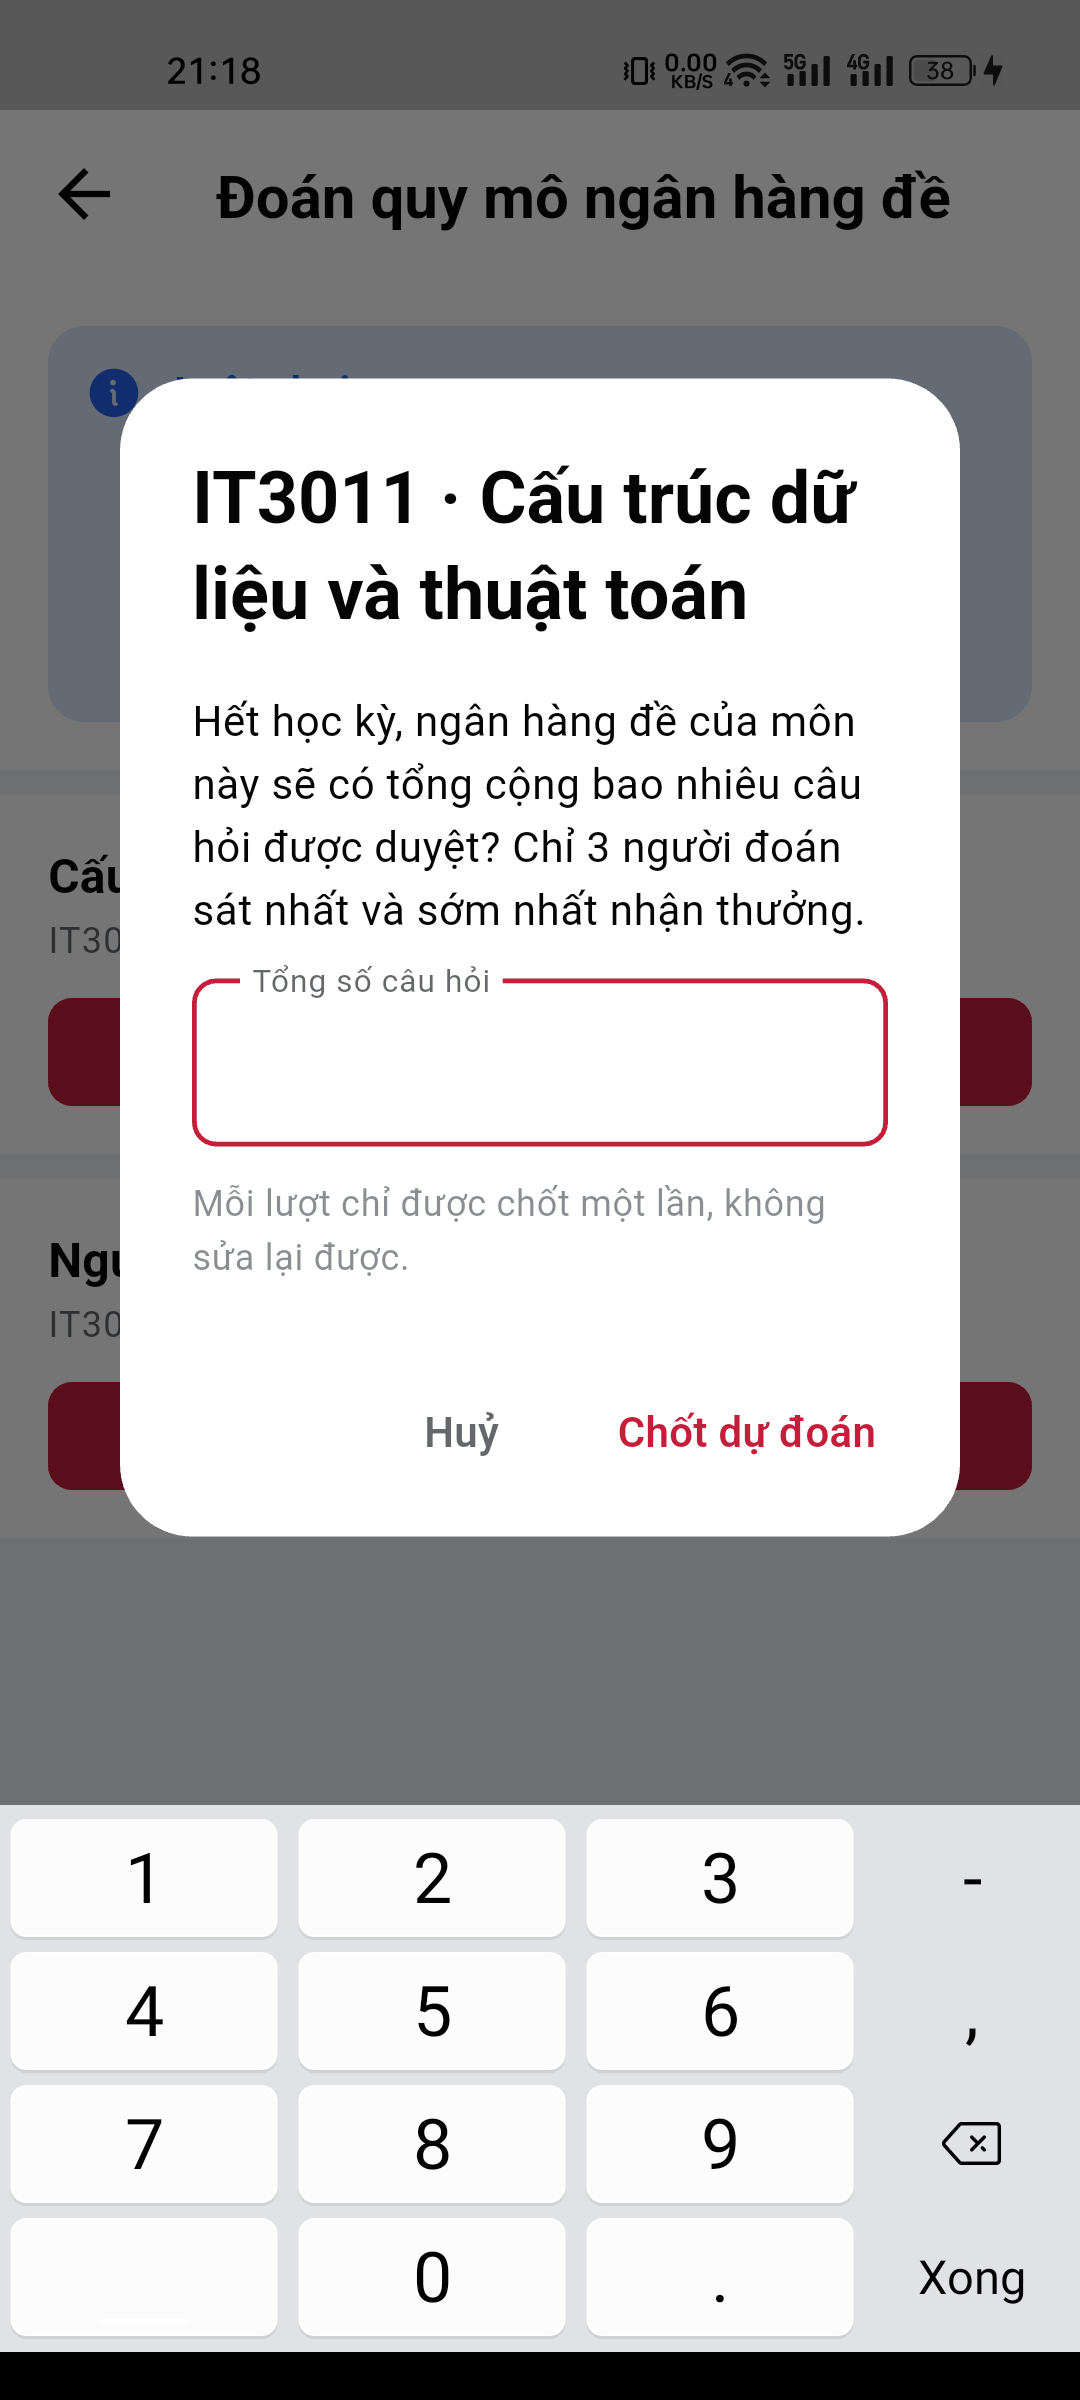 21:18
0.00
KB/S
4
5G
4G
38
Đoán quy mô ngân hàng đề
IT3011 · Cấu trúc dữ
liệu và thuật toán
Hết học kỳ, ngân hàng đề của môn
này sẽ có tổng cộng bao nhiêu câu
hỏi được duyệt? Chỉ 3 người đoán
sát nhất và sớm nhất nhận thưởng.
Cấu
IT30
Tổng số câu hỏi
Mỗi lượt chỉ được chốt một lần, không
sửa lại được.
Ngu
IT30
Huỷ
Chốt dự đoán
1 2 3 -
4 5 6 ,
7 8 9
0 . Xong